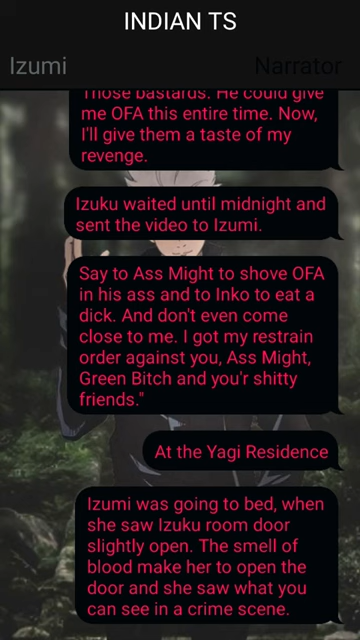 INDIAN TS
Izumi
Narrator
Those bastards. He could give
me OFA this entire time. Now,
I'll give them a taste of my
revenge.
Izuku waited until midnight and
sent the video to Izumi.
Say to Ass Might to shove OFA
in his ass and to Inko to eat a
dick. And don't even come
close to me. I got my restrain
order against you, Ass Might,
Green Bitch and you'r shitty
friends."
At the Yagi Residence
Izumi was going to bed, when
she saw Izuku room door
slightly open. The smell of
blood make her to open the
door and she saw what you
can see in a crime scene.